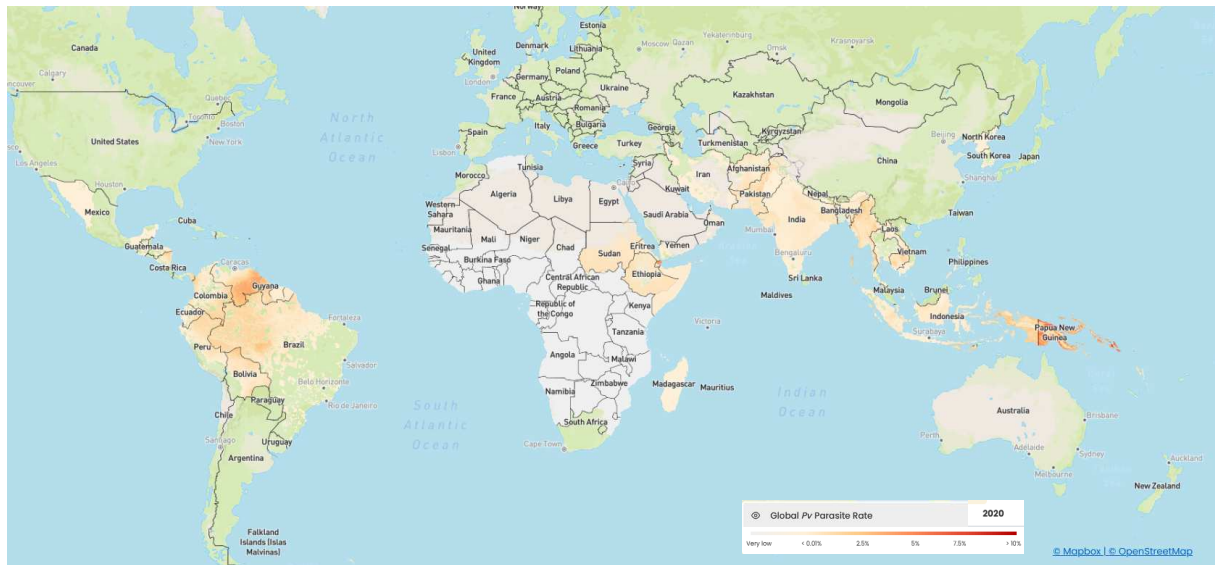 Norway
Estonia
Canada
Denmark
Lithuania
Moscow
Qazan
Yekaterinburg
Omsk
Krasnoyarsk
United
Kingdom
London
Germany
Poland
Calgary
Vancouver
France
Austria
Ukraine
Kazakhstan
Mongolia
Romania
Quebec
Toronto
Boston
New York
North
Atlantic
Ocean
Italy
Bulgaria
Georgia
Kyrgyzstan
Beijing
North Korea
United States
Spain
Lisbon
Greece
Turkey
Turkmenistan
China
South Korea
Japan
Los Angeles
Houston
Tunisia
Syria
Iran
Afghanistan
Shanghai
Morocco
Algeria
Libya
Cairo
Egypt
Kuwait
Pakistan
Nepal
Mexico
Cuba
Western
Sahara
Mauritania
Saudi Arabia
Oman
Mumbai
India
Bangladesh
Taiwan
Guatemala
Mali
Niger
Chad
Sudan
Eritrea
Yemen
Laos
Vietnam
Senegal
Burkina Faso
Bengaluru
Philippines
Costa Rica
Caracas
Ghana
Central African
Republic
Ethiopia
Sri Lanka
Guyana
Colombia
Maldives
Malaysia
Brunei
Ecuador
Republic of
the Congo
Kenya
Indonesia
Fortaleza
Victoria
Surabaya
Papua New
Guinea
Peru
Brazil
Tanzania
Salvador
Angola
Malawi
Bolivia
Belo Horizonte
Namibia
Zimbabwe
Madagascar
Mauritius
Indian
Ocean
Paraguay
Rio de Janeiro
South
Atlantic
Ocean
Australia
Brisbane
Chile
South Africa
Santiago
Uruguay
Cape Town
Perth
Adelaide
Sydney
Argentina
Melbourne
Auckland
New Zealand
Falkland
Islands [Islas
Malvinas]
Global Pv Parasite Rate
2020
Very low
< 0.01%
2.5%
5%
7.5%
> 10%
© Mapbox | © OpenStreetMap